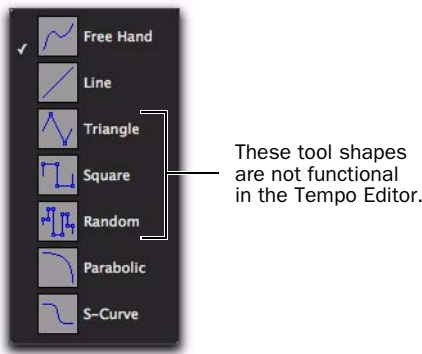 Free Hand
Line
Triangle
Square
Random
Parabolic
S-Curve
These tool shapes
are not functional
in the Tempo Editor.